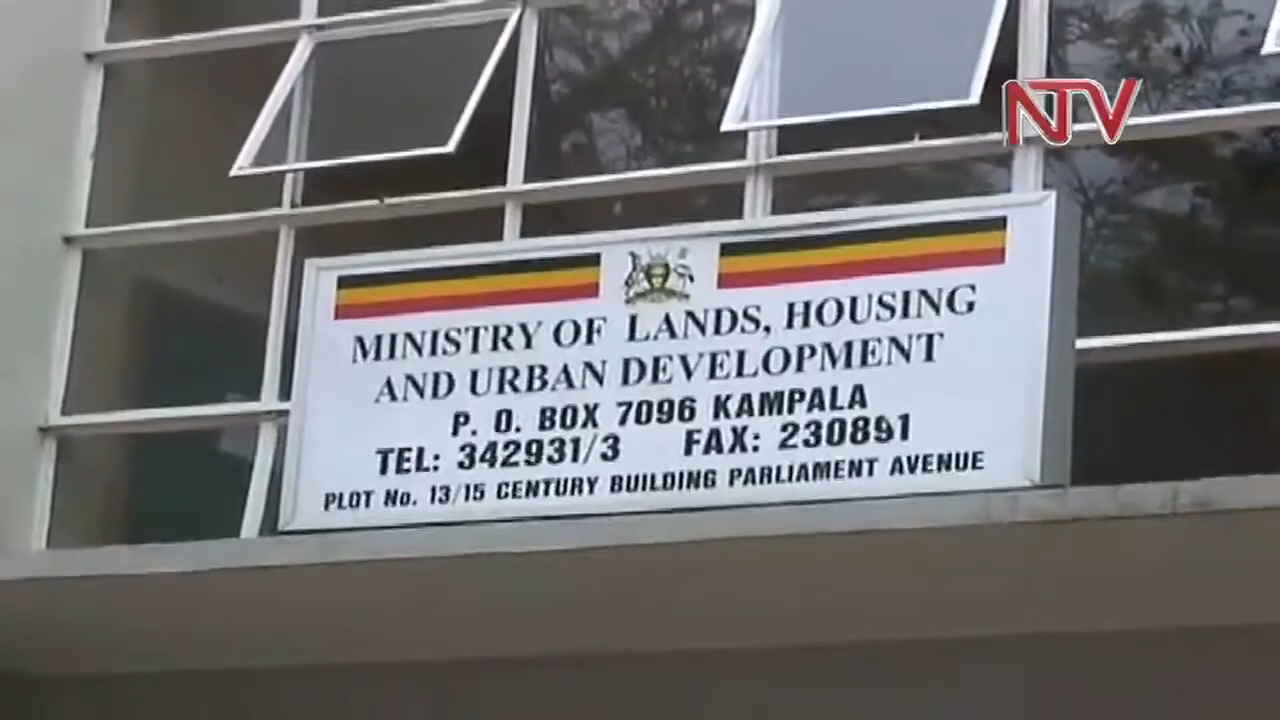 NTV
MINISTRY OF LANDS, HOUSING
AND URBAN DEVELOPMENT
P. O. BOX 7096 KAMPALA
TEL: 342931/3 FAX: 230891
PLOT No. 13/15 CENTURY BUILDING PARLIAMENT AVENUE